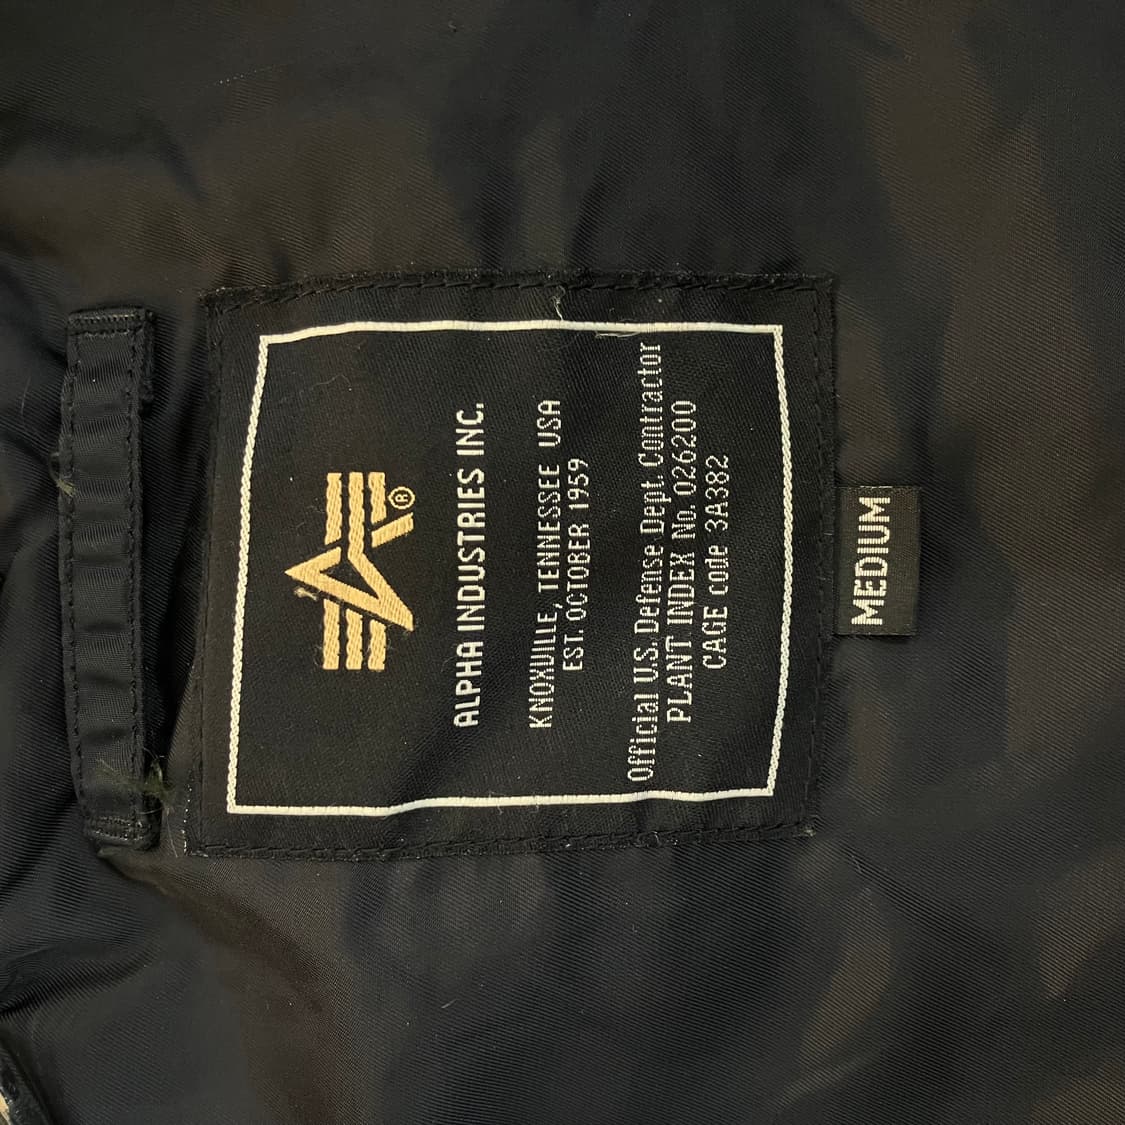 ®
ALPHA INDUSTRIES INC.
KNOXVILLE, TENNESSEE USA
EST. OCTOBER 1959
Official U.S. Defense Dept. Contractor
PLANT INDEX No. 026200
CAGE code 3A382
MEDIUM